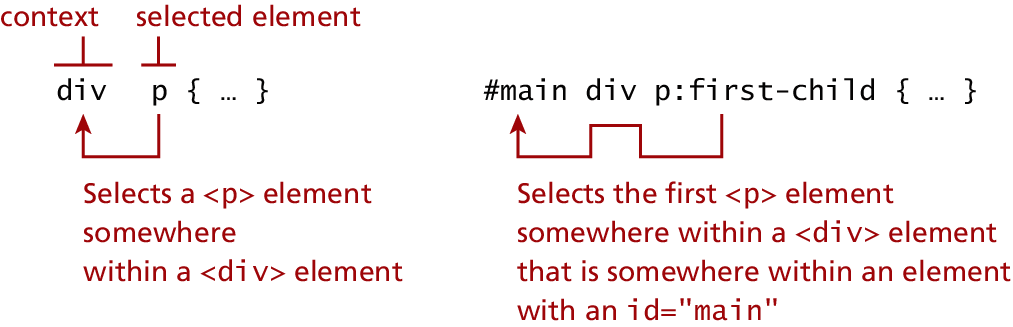 context selected element
div p { … }
Selects a <p> element
somewhere
within a <div> element
#main div p:first-child { … }
Selects the first <p> element
somewhere within a <div> element
that is somewhere within an element
with an id="main"